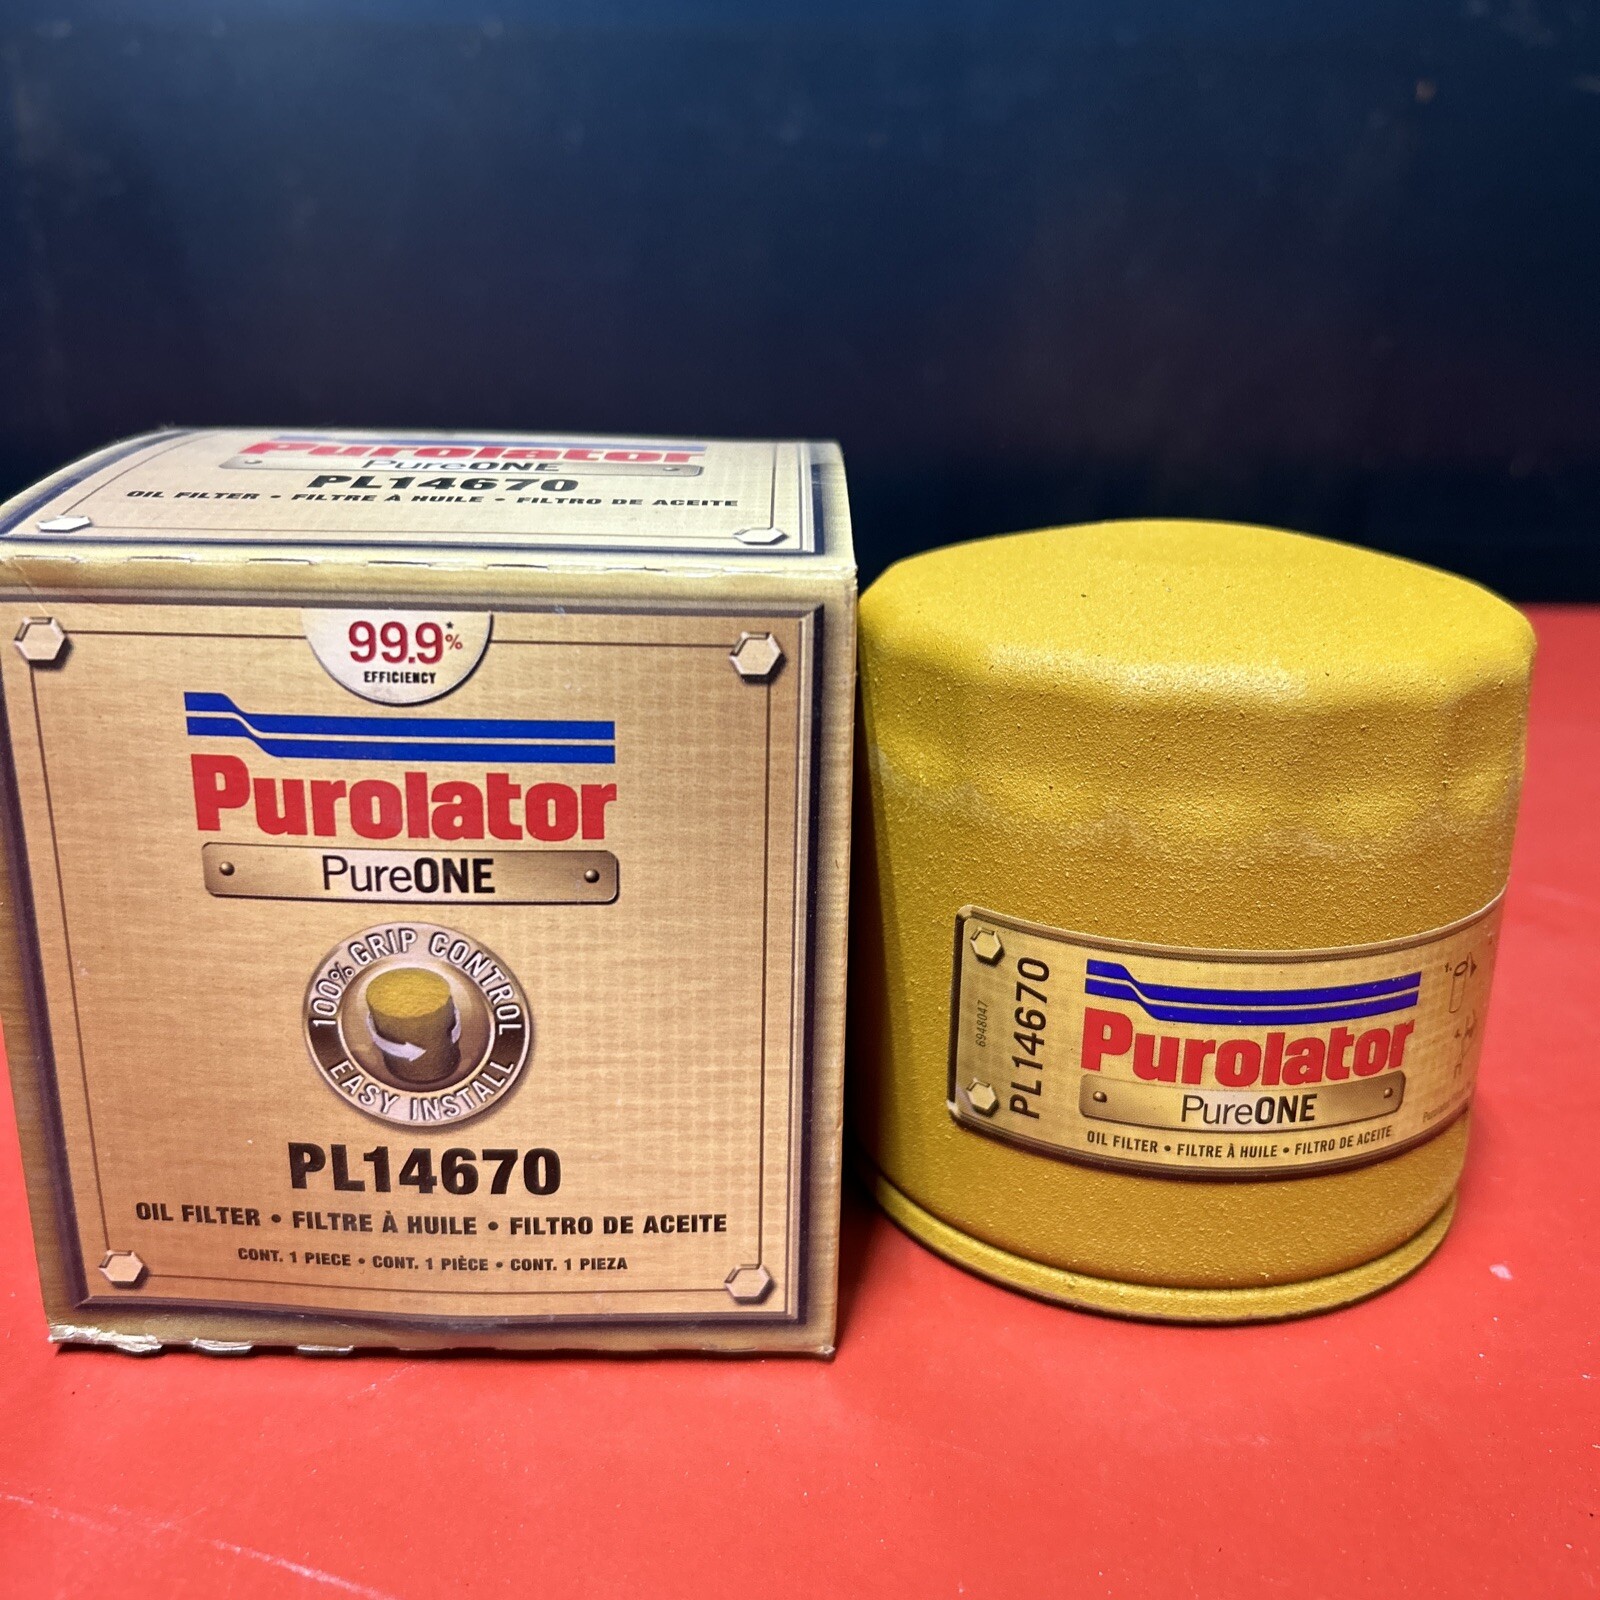 Purolator
PureONE
PL14670
OIL FILTER • FILTRE À HUILE • FILTRO DE ACEITE
99.9%*
EFFICIENCY
Purolator
PureONE
100% GRIP CONTROL
EASY INSTALL
PL14670
OIL FILTER • FILTRE À HUILE • FILTRO DE ACEITE
CONT. 1 PIECE • CONT. 1 PIÈCE • CONT. 1 PIEZA
6948047
PL14670
Purolator
PureONE
OIL FILTER • FILTRE À HUILE • FILTRO DE ACEITE
1.